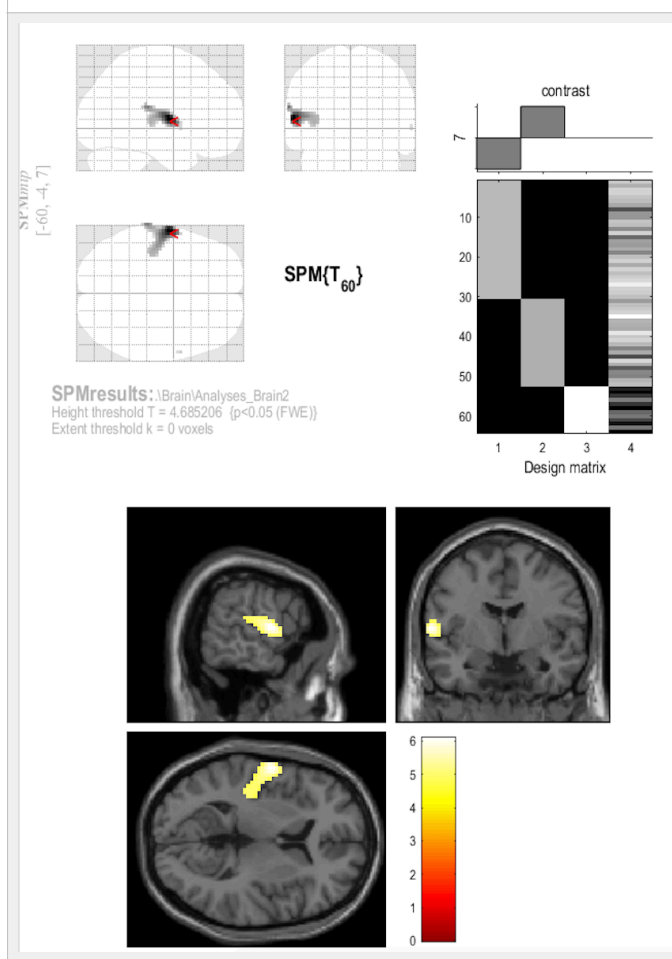 contrast
7
SPMmip
[-60, -4, 7]
SPM{T60}
10
20
30
40
50
60
1 2 3 4
Design matrix
SPMresults: .\Brain\Analyses_Brain2
Height threshold T = 4.685206 {p<0.05 (FWE)}
Extent threshold k = 0 voxels
6
5
4
3
2
1
0